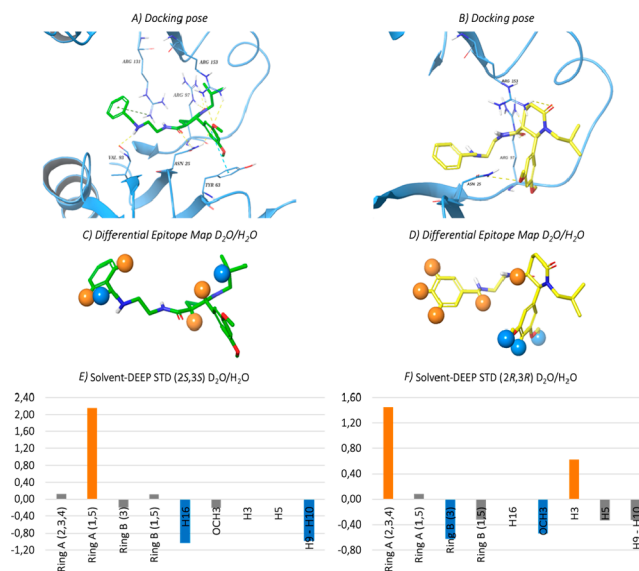 A) Docking pose
B) Docking pose
ARG 131
ARG 153
ARG 97
VAL 95
ASN 25
TYR 63
ARG 153
ARG 97
ASN 25
C) Differential Epitope Map D₂O/H₂O
D) Differential Epitope Map D₂O/H₂O
E) Solvent-DEEP STD (2S,3S) D₂O/H₂O
2,40
2,00
1,60
1,20
0,80
0,40
0,00
-0,40
-0,80
-1,20
Ring A (2,3,4)
Ring A (1,5)
Ring B (3)
Ring B (1,5)
H16
OCH3
H3
H5
H9 - H10
F) Solvent-DEEP STD (2R,3R) D₂O/H₂O
1,60
1,20
0,80
0,40
0,00
-0,40
-0,80
Ring A (2,3,4)
Ring A (1,5)
Ring B (3)
Ring B (1,5)
H16
OCH3
H3
H5
H9 - H10